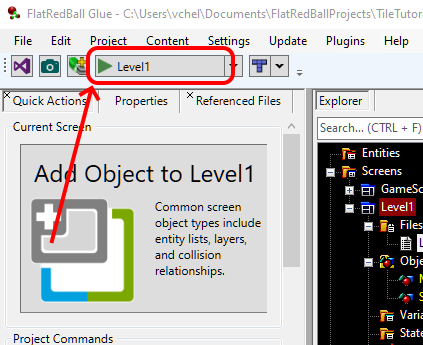 FlatRedBall Glue - C:\Users\vchel\Documents\FlatRedBallProjects\TileTutor
File Edit Project Content Settings Update Plugins Help
Level1
Quick Actions Properties Referenced Files
Explorer
Current Screen
Search... (CTRL + F)
Add Object to Level1
Common screen
object types include
entity lists, layers,
and collision
relationships.
Entities
Screens
GameSc
Level1
Files
L
Obje
Varia
State
Project Commands